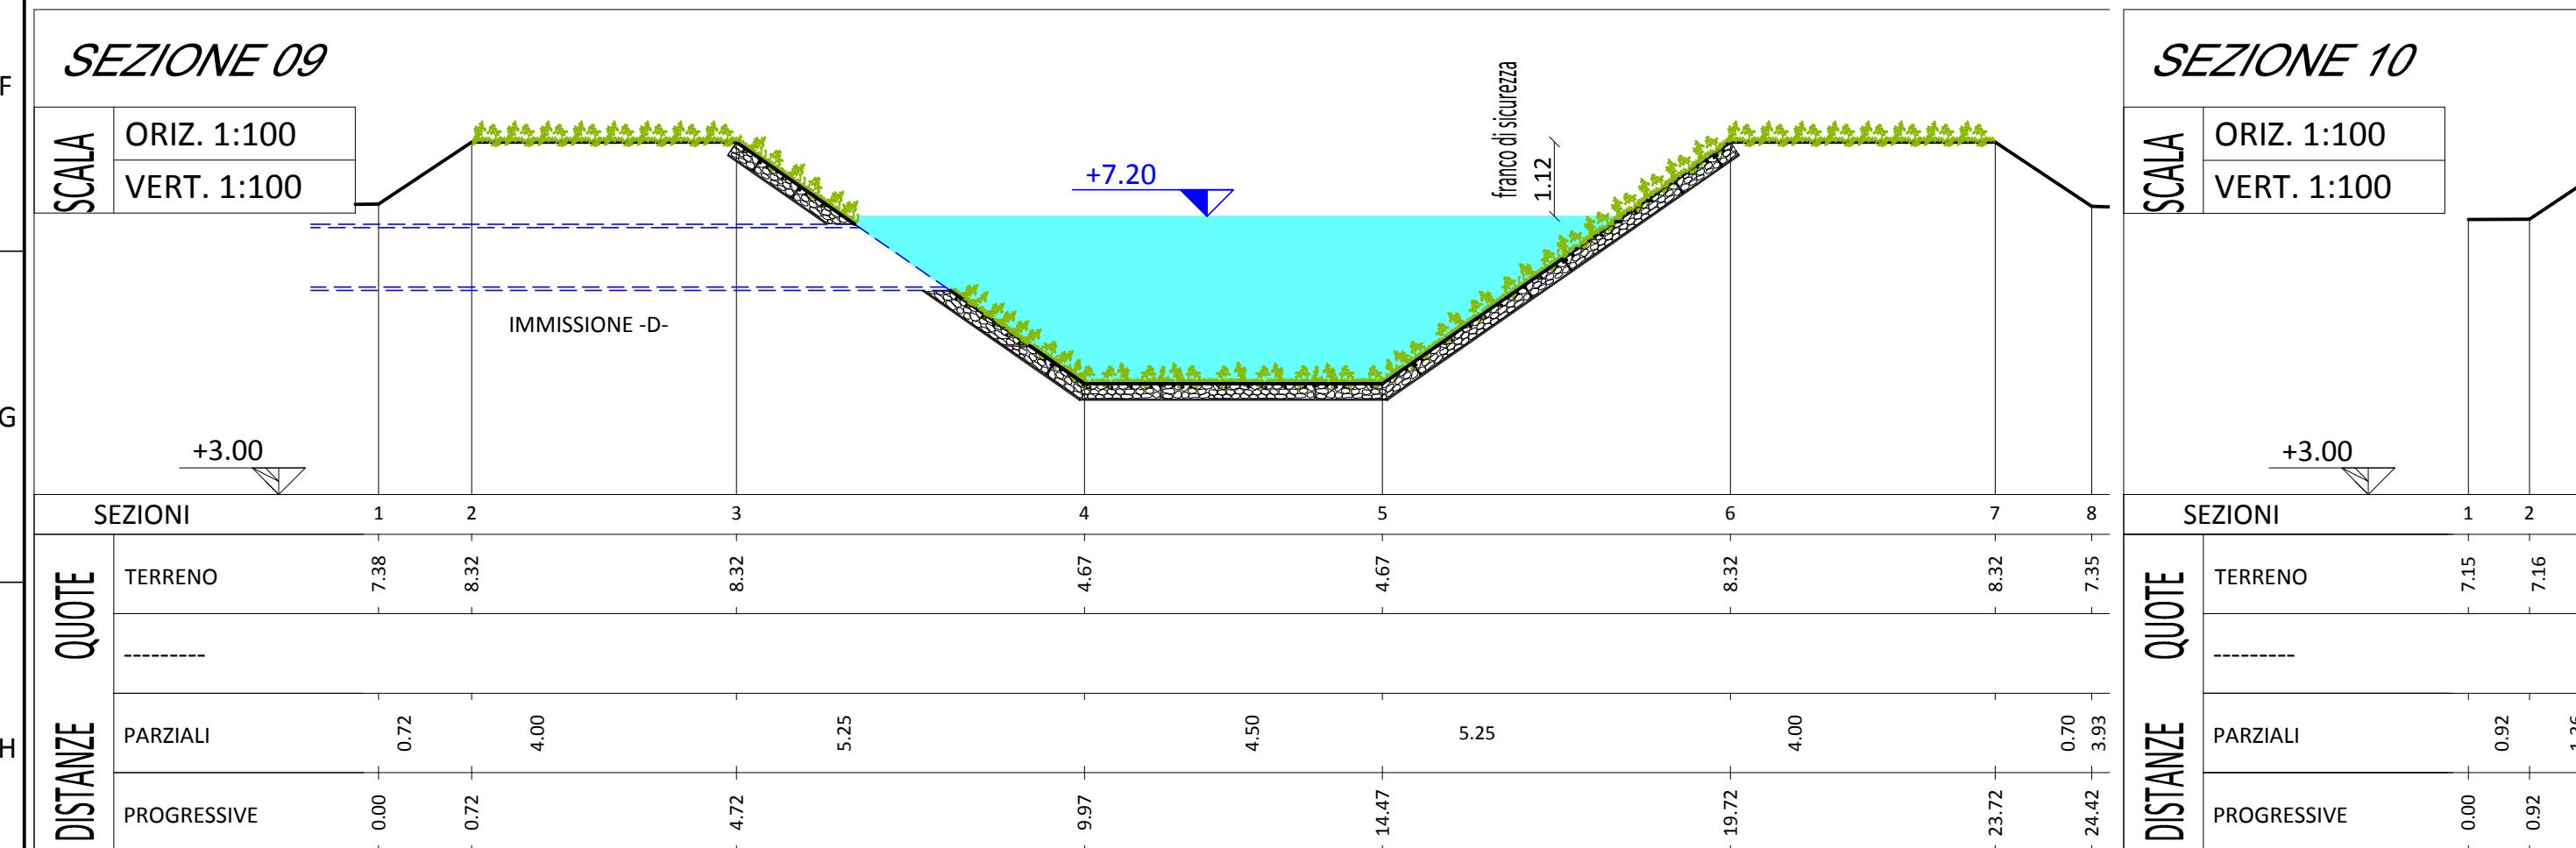 F
G
H
SEZIONE 09
SCALA
ORIZ. 1:100
VERT. 1:100
+7.20
franco di sicurezza
1.12
IMMISSIONE -D-
+3.00
SEZIONI 1 2 3 4 5 6 7 8
QUOTE
TERRENO 7.38 8.32 8.32 4.67 4.67 8.32 8.32 7.35
---------
DISTANZE
PARZIALI 0.72 4.00 5.25 4.50 5.25 4.00 0.70 3.93
PROGRESSIVE 0.00 0.72 4.72 9.97 14.47 19.72 23.72 24.42
SEZIONE 10
SCALA
ORIZ. 1:100
VERT. 1:100
+3.00
SEZIONI 1 2
QUOTE
TERRENO 7.15 7.16
---------
DISTANZE
PARZIALI 0.92
PROGRESSIVE 0.00 0.92